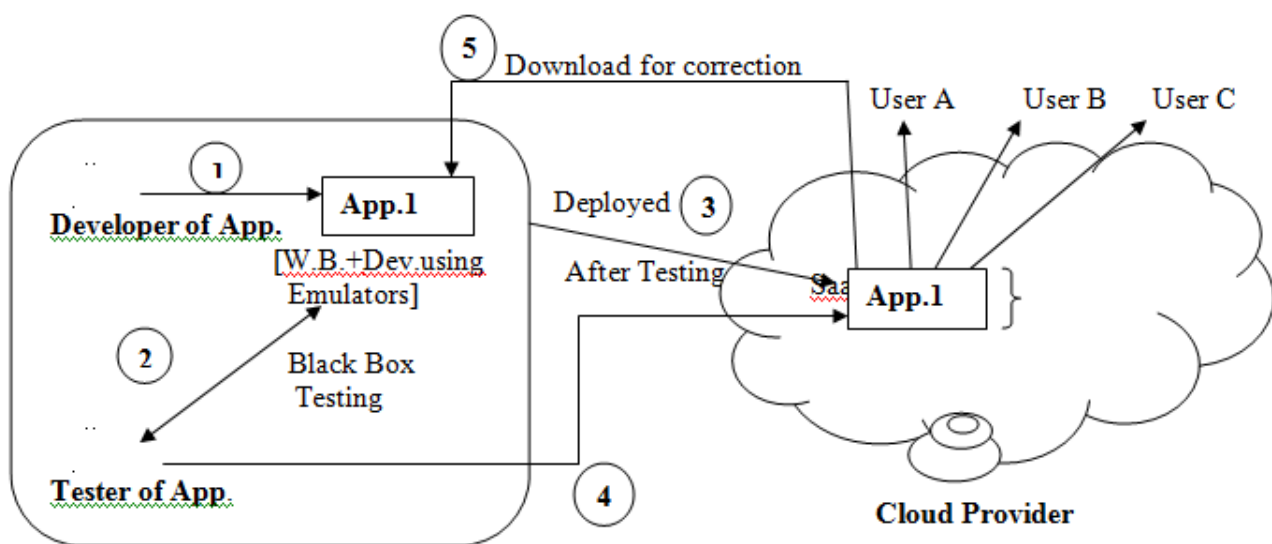 5
Download for correction
User A
User B
User C
1
App.1
Developer of App.
[W.B.+Dev.using
Emulators]
Deployed
3
After Testing
App.1
2
Black Box
Testing
Tester of App.
4
Cloud Provider